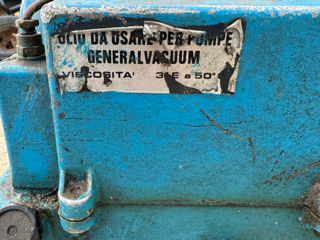 OLIO DA USARE PER POMPE
GENERALVACUUM
VISCOSITA' 3°E a 50°